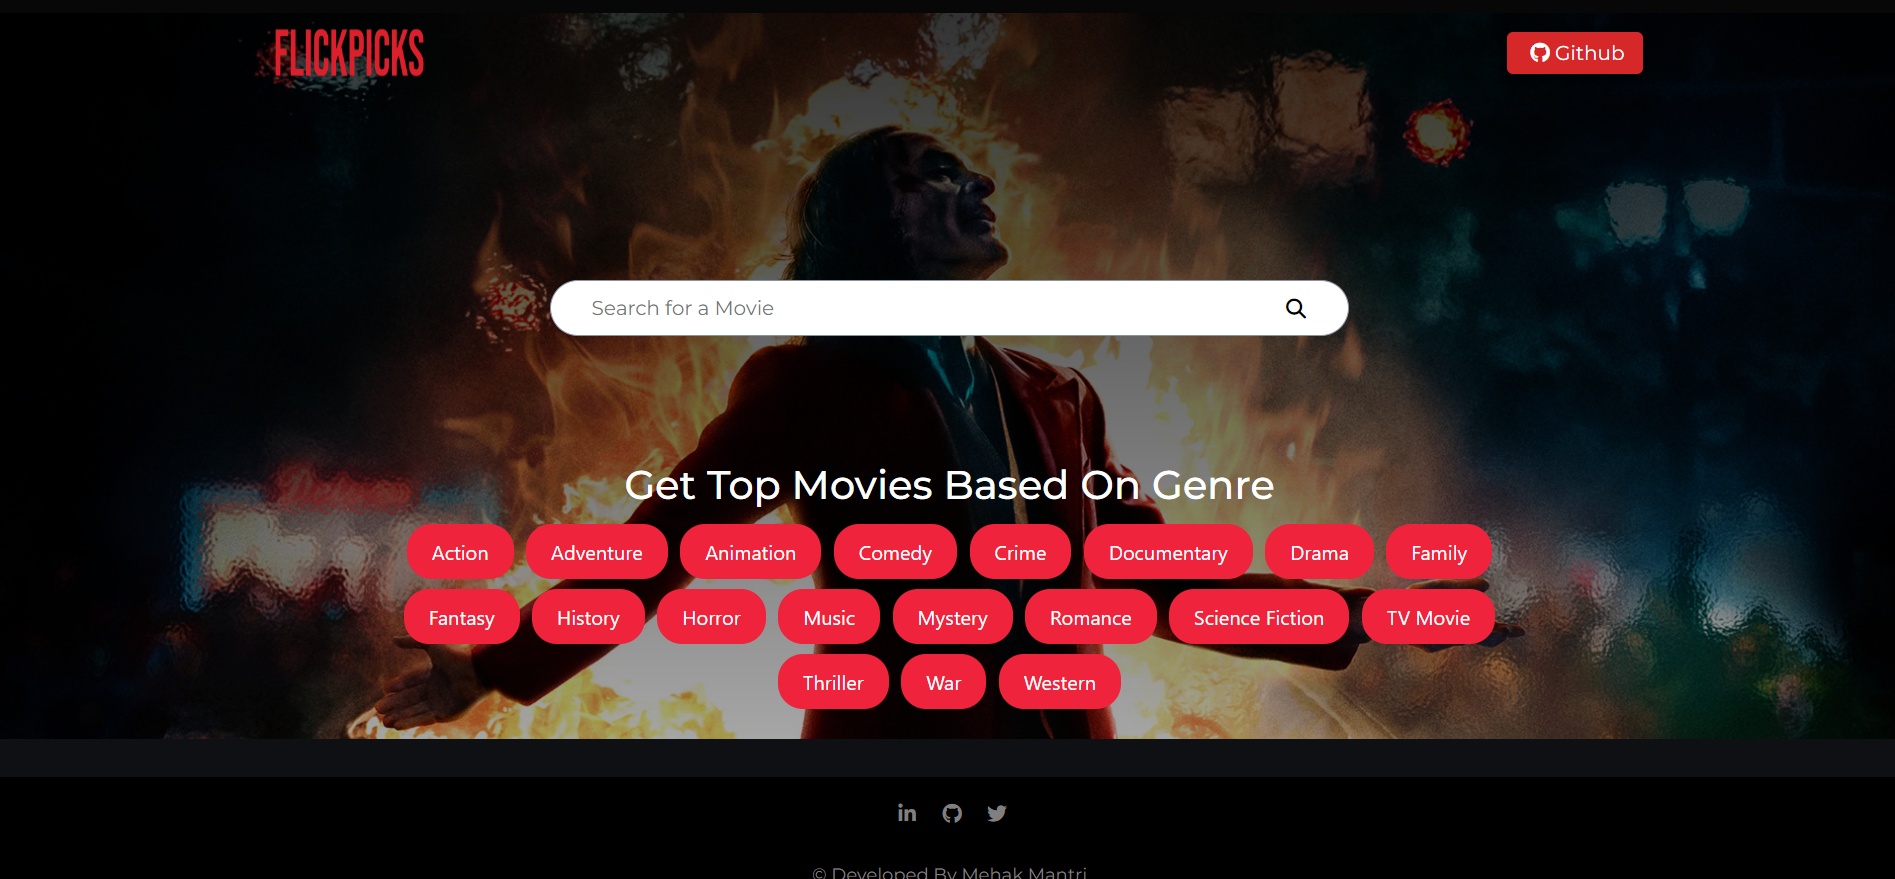 FLICKPICKS
Github
Search for a Movie
Get Top Movies Based On Genre
Action Adventure Animation Comedy Crime Documentary Drama Family
Fantasy History Horror Music Mystery Romance Science Fiction TV Movie
Thriller War Western
© Developed By Mehak Mantri